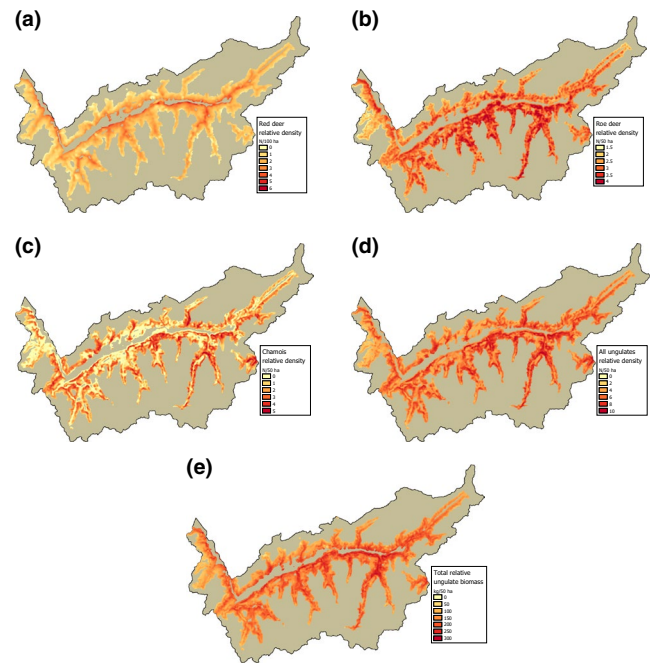 (a)
Red deer
relative density
N/100 ha
0
1
2
3
4
5
6
(b)
Roe deer
relative density
N/50 ha
1.5
2
2.5
3
3.5
4
(c)
Chamois
relative density
N/50 ha
0
1
2
3
4
5
(d)
All ungulates
relative density
N/50 ha
0
2
4
6
8
10
(e)
Total relative
ungulate biomass
kg/50 ha
0
50
100
150
200
250
300